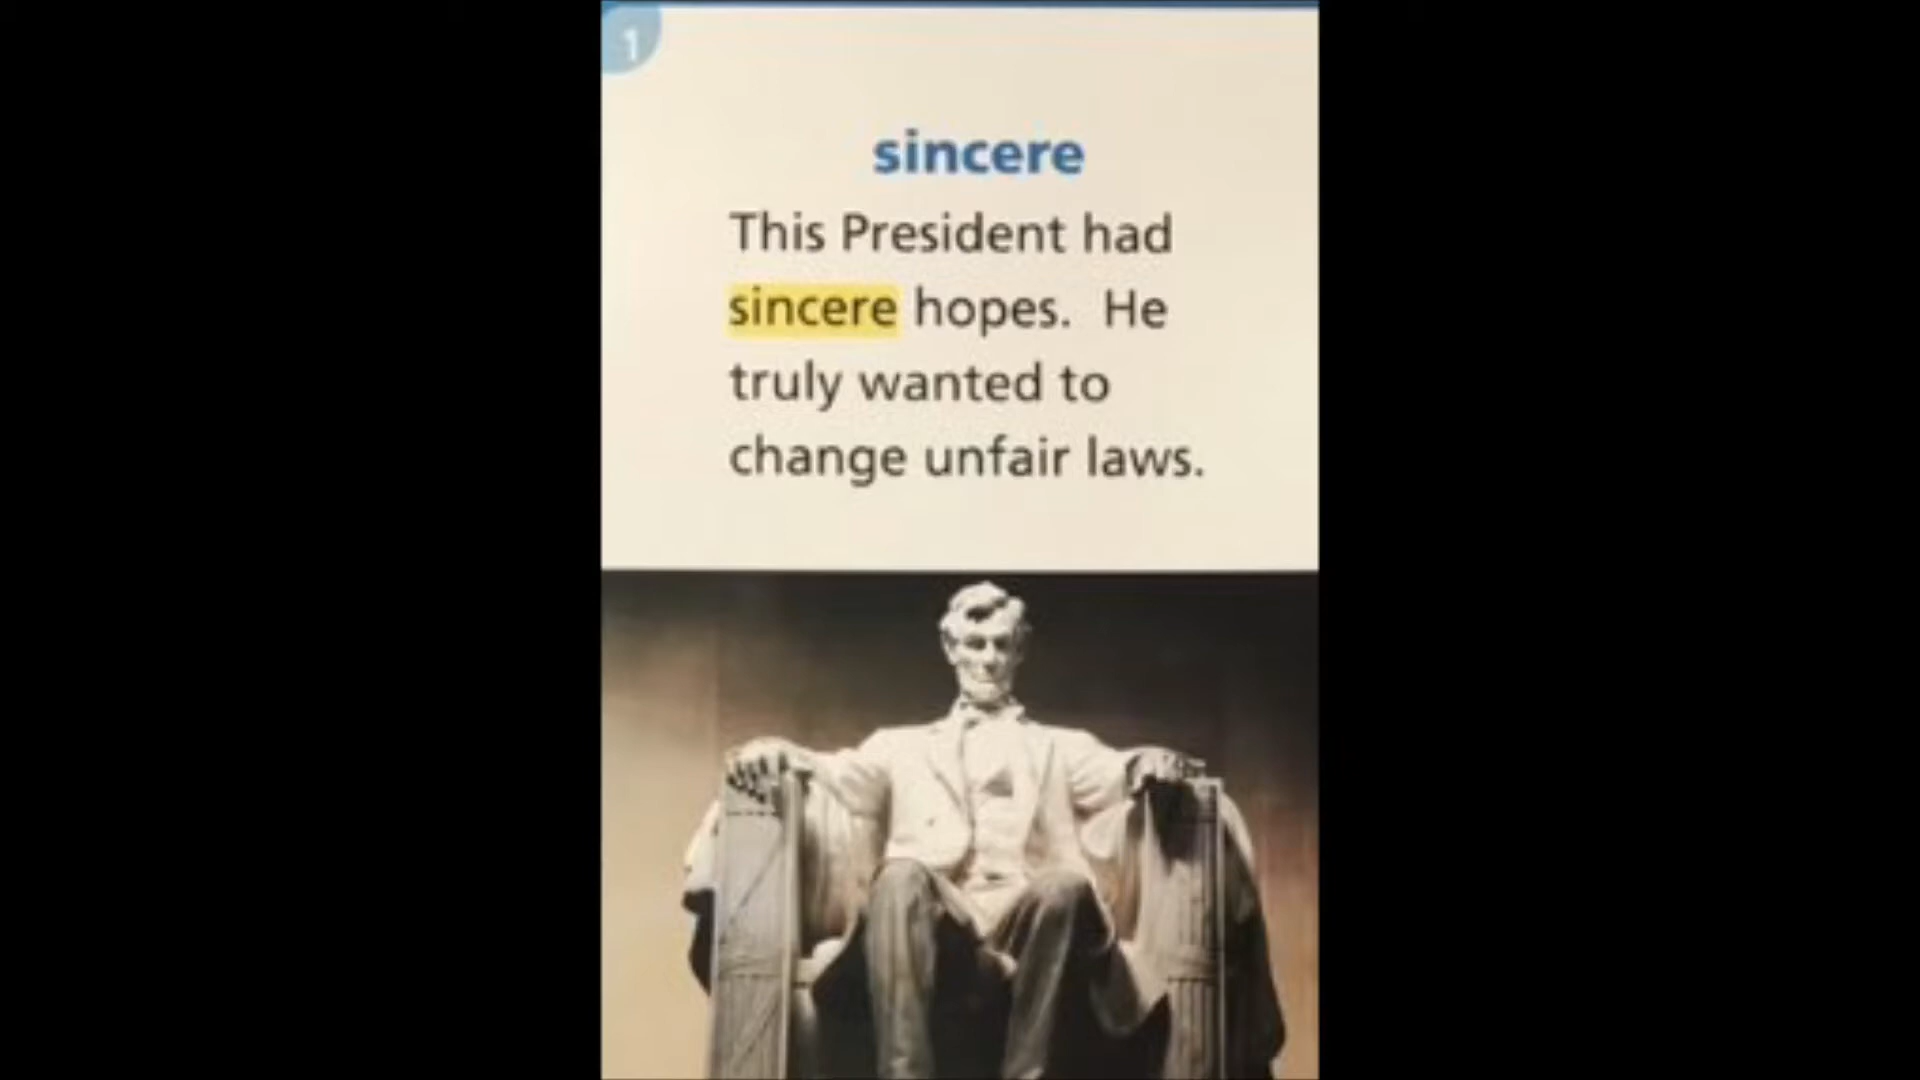 1
sincere
This President had
sincere hopes. He
truly wanted to
change unfair laws.